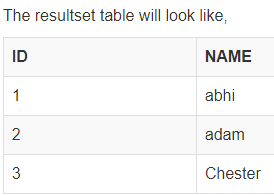 The resultset table will look like,
ID NAME
1 abhi
2 adam
3 Chester